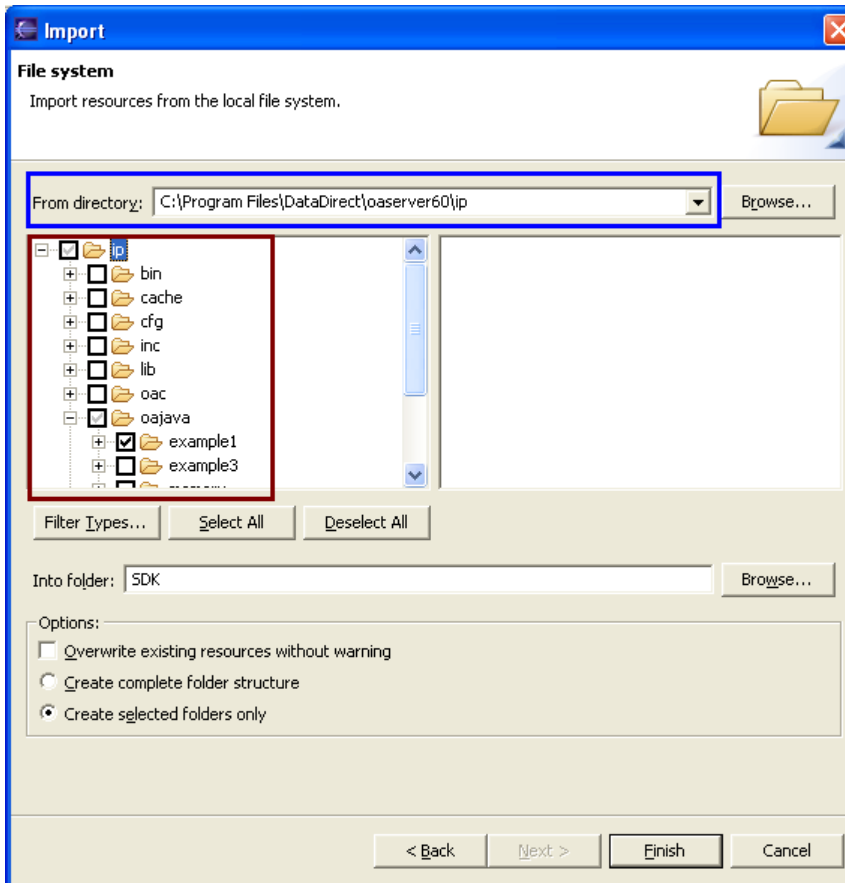 Import
File system
Import resources from the local file system.
From directory: C:\Program Files\DataDirect\oaserver60\ip Browse...
ip
bin
cache
cfg
inc
lib
oac
oajava
example1
example3
Filter Types... Select All Deselect All
Into folder: SDK Browse...
Options:
Overwrite existing resources without warning
Create complete folder structure
Create selected folders only
< Back Next > Finish Cancel